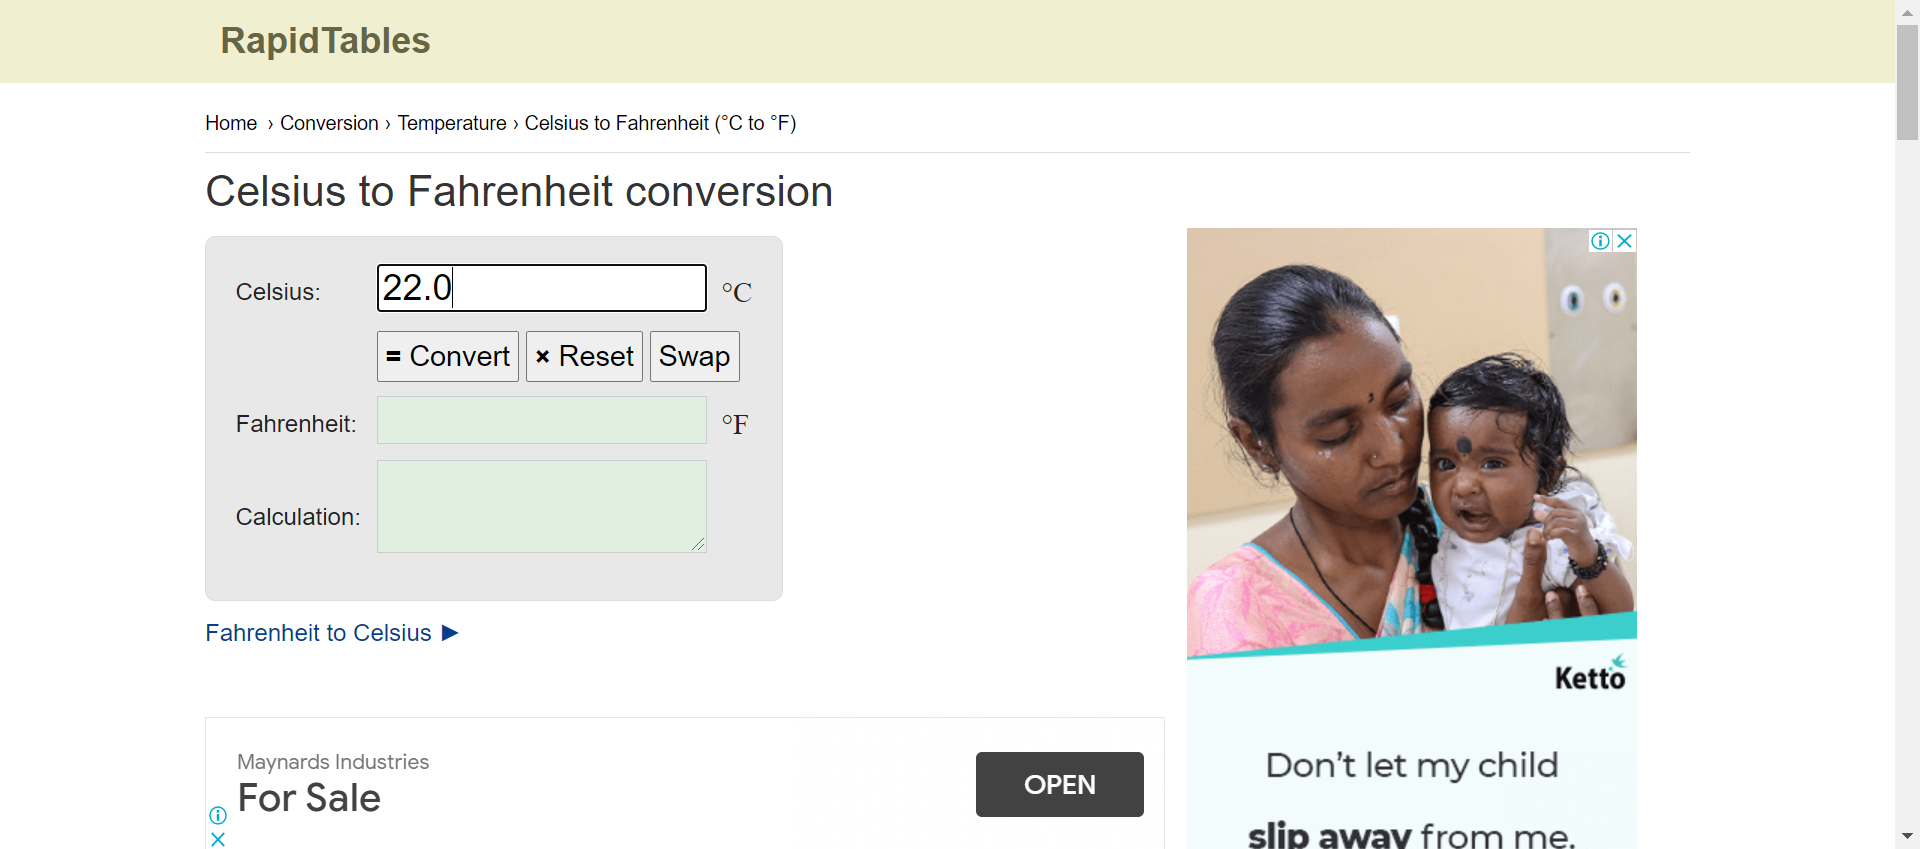 RapidTables
Home › Conversion › Temperature › Celsius to Fahrenheit (°C to °F)
Celsius to Fahrenheit conversion
Celsius: 22.0 °C
= Convert × Reset Swap
Fahrenheit: °F
Calculation:
Fahrenheit to Celsius ►
Maynards Industries
For Sale
OPEN
Ketto
Don't let my child
slip away from me.